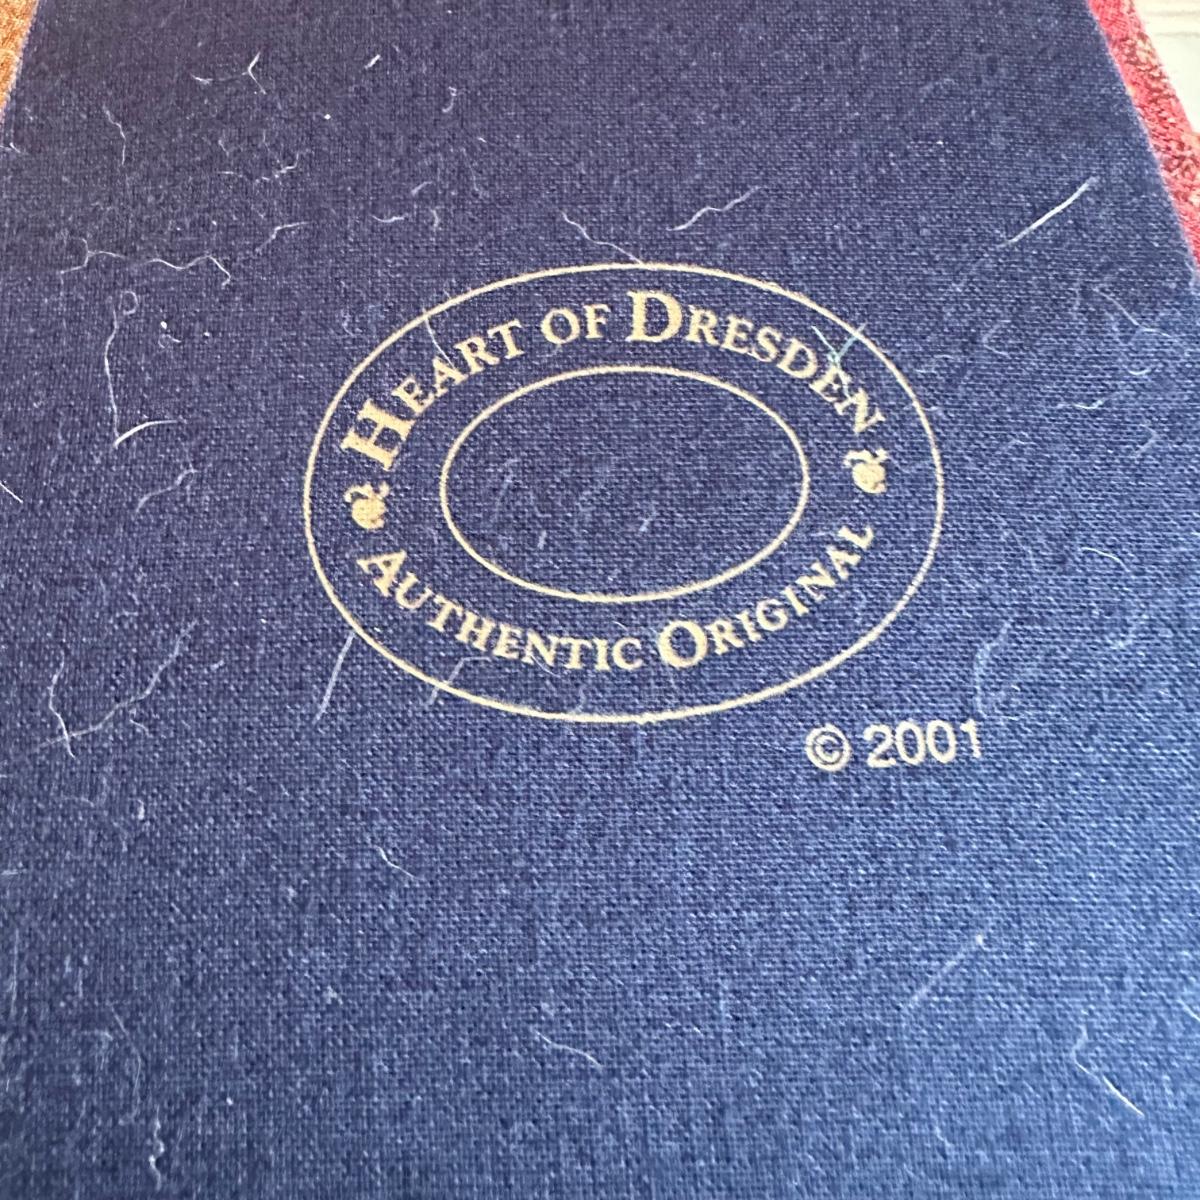 HEART OF DRESDEN
AUTHENTIC ORIGINAL
© 2001